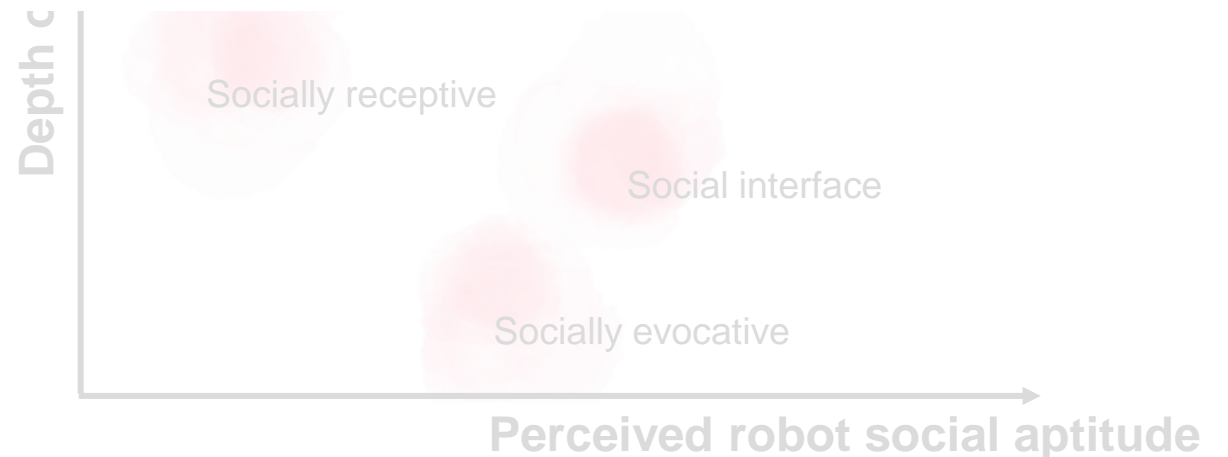 Depth
Socially receptive
Social interface
Socially evocative
Perceived robot social aptitude